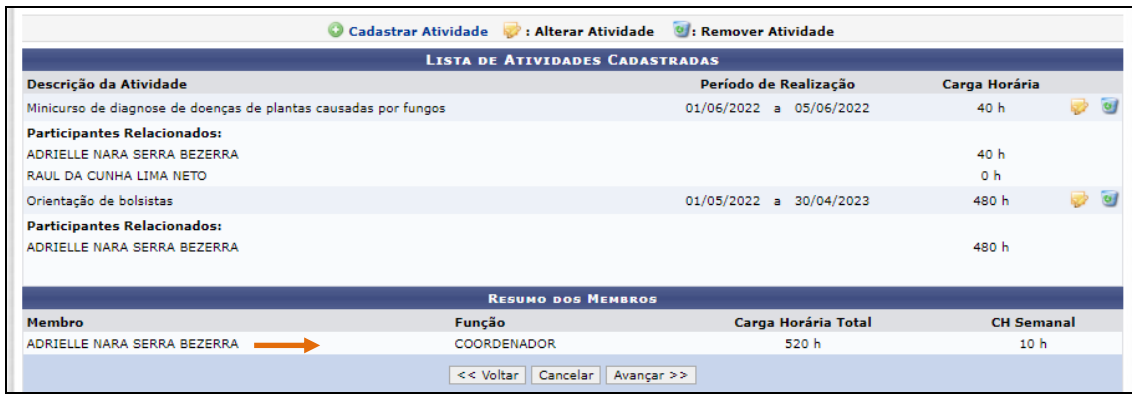 Cadastrar Atividade : Alterar Atividade : Remover Atividade
LISTA DE ATIVIDADES CADASTRADAS
Descrição da Atividade Período de Realização Carga Horária
Minicurso de diagnose de doenças de plantas causadas por fungos 01/06/2022 a 05/06/2022 40 h
Participantes Relacionados:
ADRIELLE NARA SERRA BEZERRA 40 h
RAUL DA CUNHA LIMA NETO 0 h
Orientação de bolsistas 01/05/2022 a 30/04/2023 480 h
Participantes Relacionados:
ADRIELLE NARA SERRA BEZERRA 480 h
RESUMO DOS MEMBROS
Membro Função Carga Horária Total CH Semanal
ADRIELLE NARA SERRA BEZERRA COORDENADOR 520 h 10 h
<< Voltar Cancelar Avançar >>